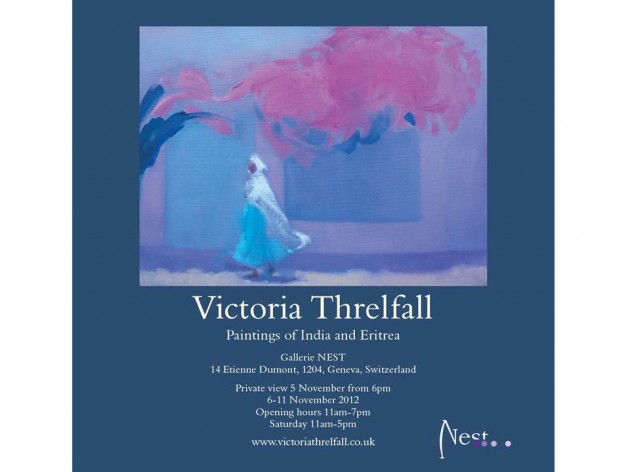 Victoria Threlfall
Paintings of India and Eritrea
Gallerie NEST
14 Etienne Dumont, 1204, Geneva, Switzerland
Private view 5 November from 6pm
6-11 November 2012
Opening hours 11am-7pm
Saturday 11am-5pm
www.victoriathrelfall.co.uk
Nest